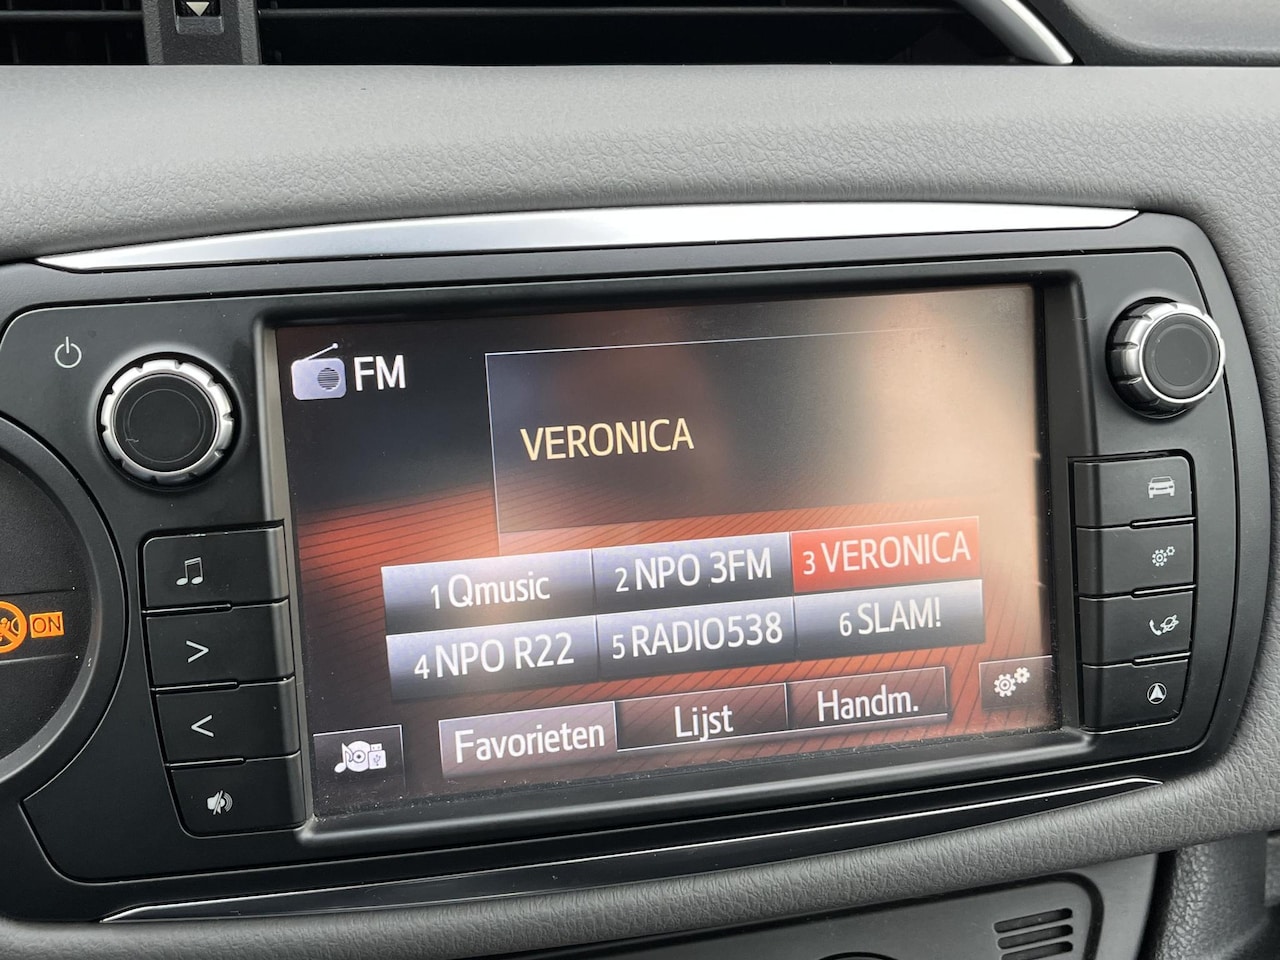 FM
VERONICA
1 Qmusic
2 NPO 3FM
3 VERONICA
4 NPO R22
5 RADIO538
6 SLAM!
ON
Favorieten
Lijst
Handm.